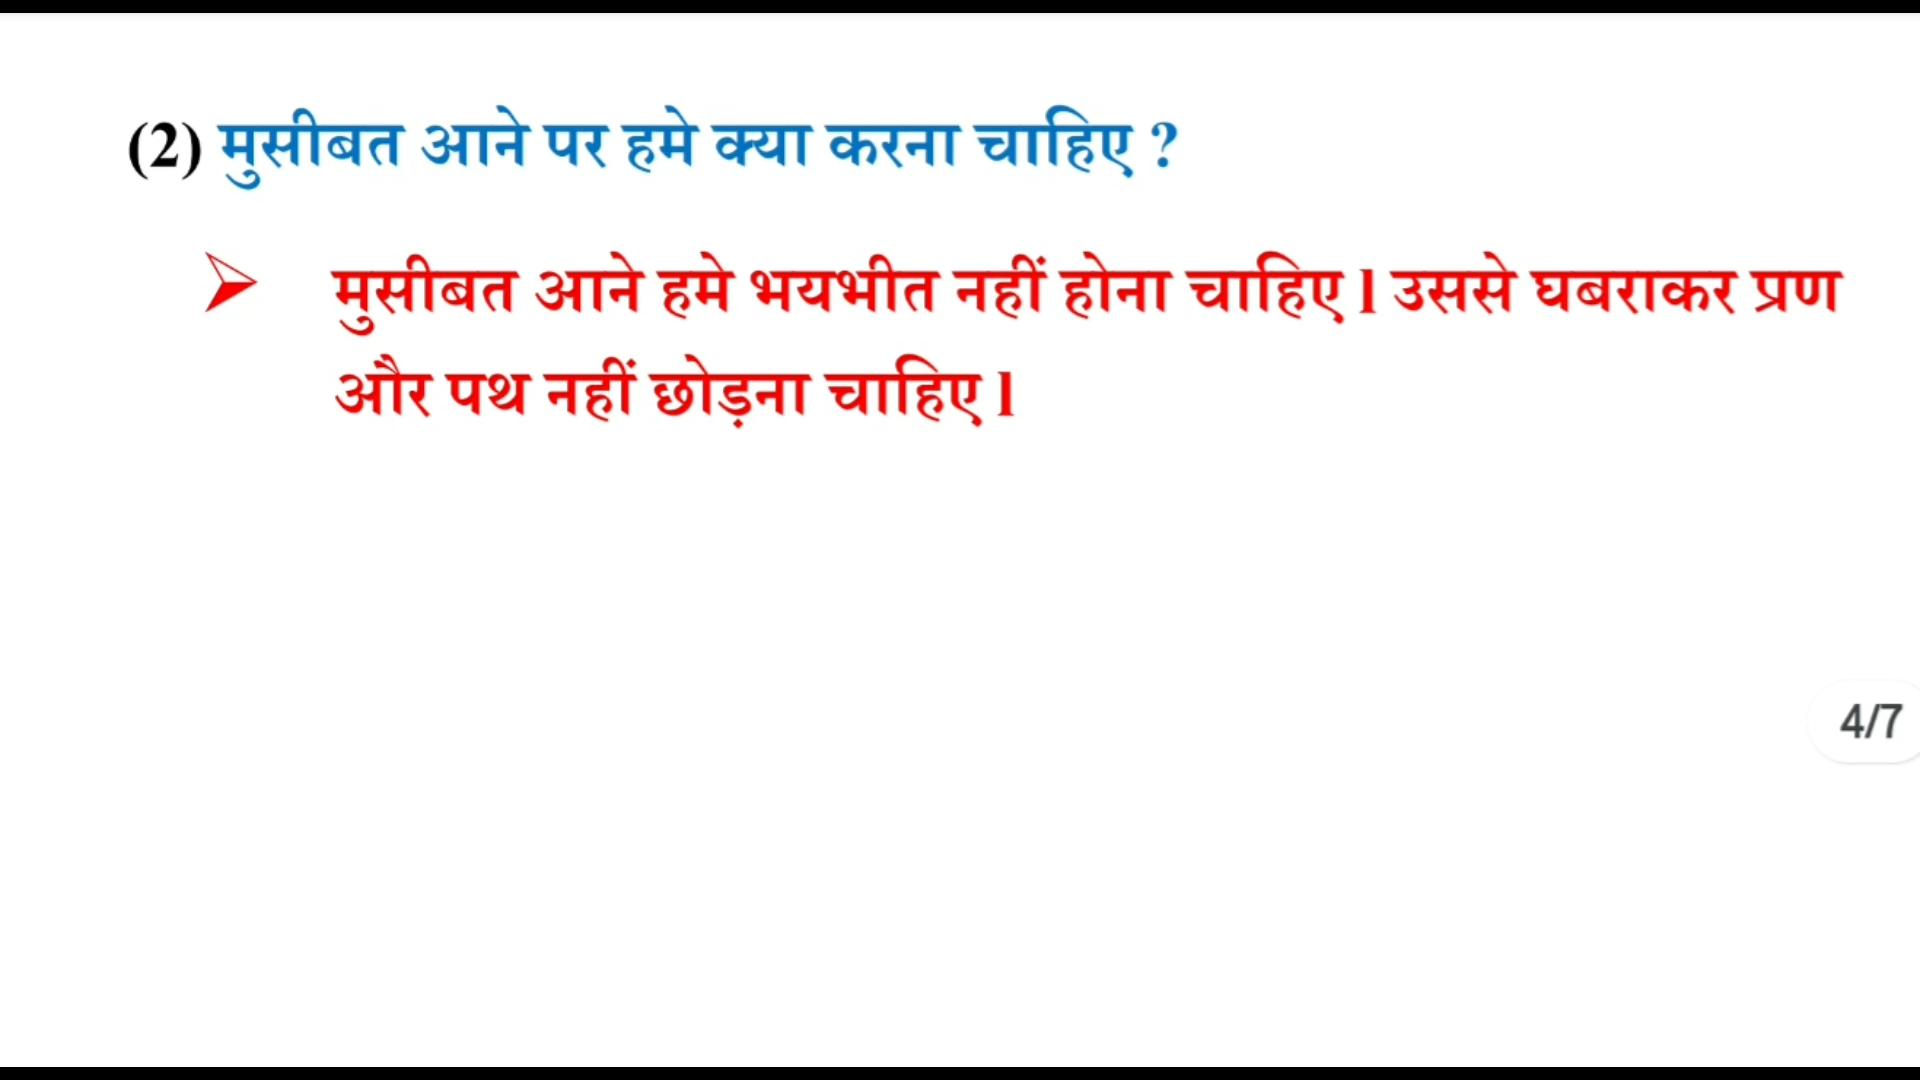 (2) मुसीबत आने पर हमे क्या करना चाहिए ?
➢ मुसीबत आने हमे भयभीत नहीं होना चाहिए l उससे घबराकर प्रण
और पथ नहीं छोड़ना चाहिए l
4/7